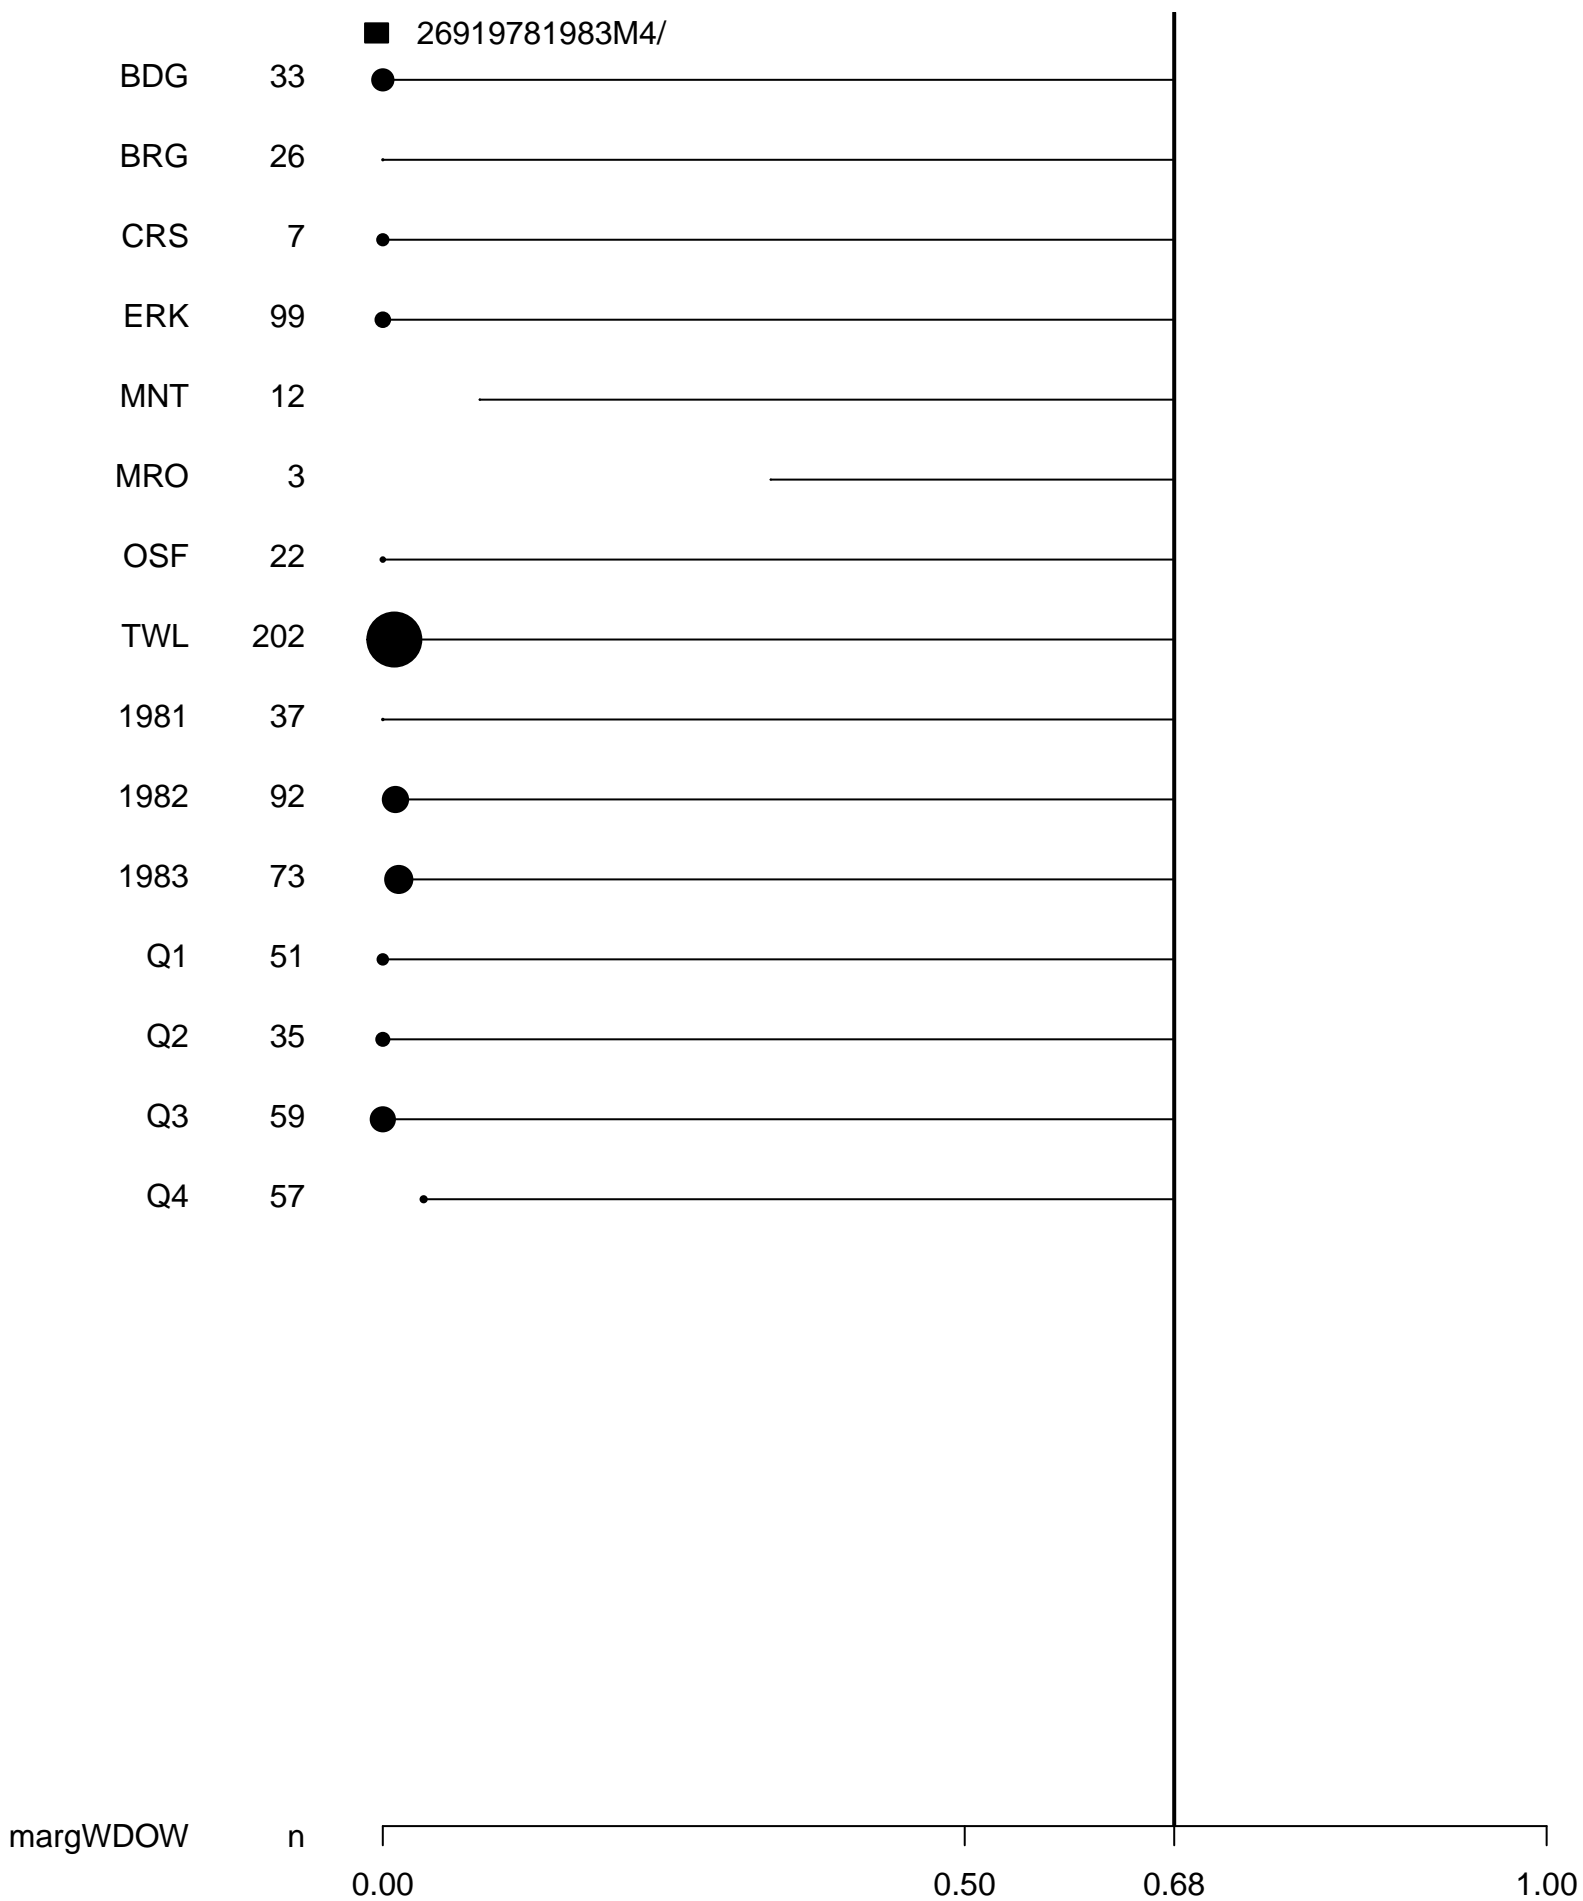 26919781983M4/
BDG 33
BRG 26
CRS 7
ERK 99
MNT 12
MRO 3
OSF 22
TWL 202
1981 37
1982 92
1983 73
Q1 51
Q2 35
Q3 59
Q4 57
margWDOW n
0.00 0.50 0.68 1.00